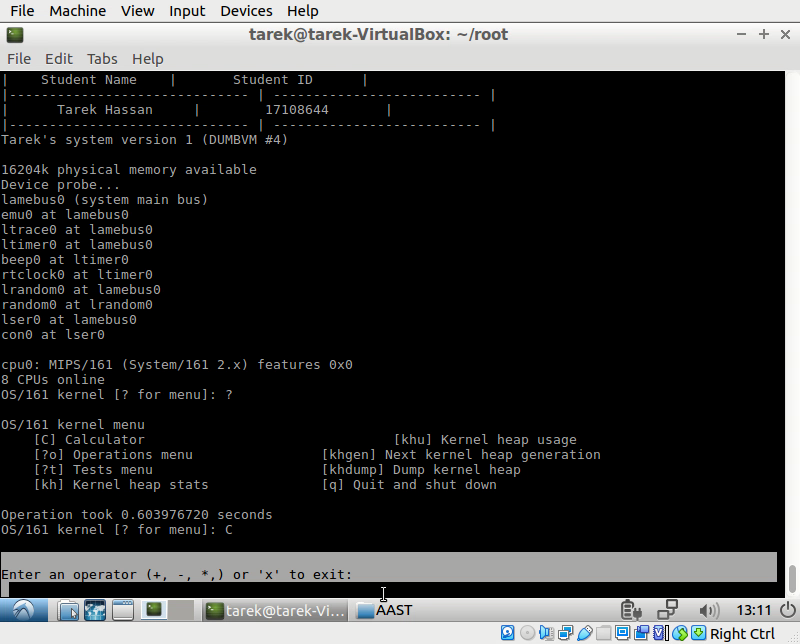 File Machine View Input Devices Help
tarek@tarek-VirtualBox: ~/root
File Edit Tabs Help
| Student Name | Student ID |
|------------------------------ | -------------------------- |
| Tarek Hassan | 17108644 |
|------------------------------ | -------------------------- |
Tarek's system version 1 (DUMBVM #4)
16204k physical memory available
Device probe...
lamebus0 (system main bus)
emu0 at lamebus0
ltrace0 at lamebus0
ltimer0 at lamebus0
beep0 at ltimer0
rtclock0 at ltimer0
lrandom0 at lamebus0
random0 at lrandom0
lser0 at lamebus0
con0 at lser0
cpu0: MIPS/161 (System/161 2.x) features 0x0
8 CPUs online
OS/161 kernel [? for menu]: ?
OS/161 kernel menu
[C] Calculator [khu] Kernel heap usage
[?o] Operations menu [khgen] Next kernel heap generation
[?t] Tests menu [khdump] Dump kernel heap
[kh] Kernel heap stats [q] Quit and shut down
Operation took 0.603976720 seconds
OS/161 kernel [? for menu]: C
Enter an operator (+, -, *,) or 'x' to exit:
tarek@tarek-Vi... AAST 13:11
Right Ctrl